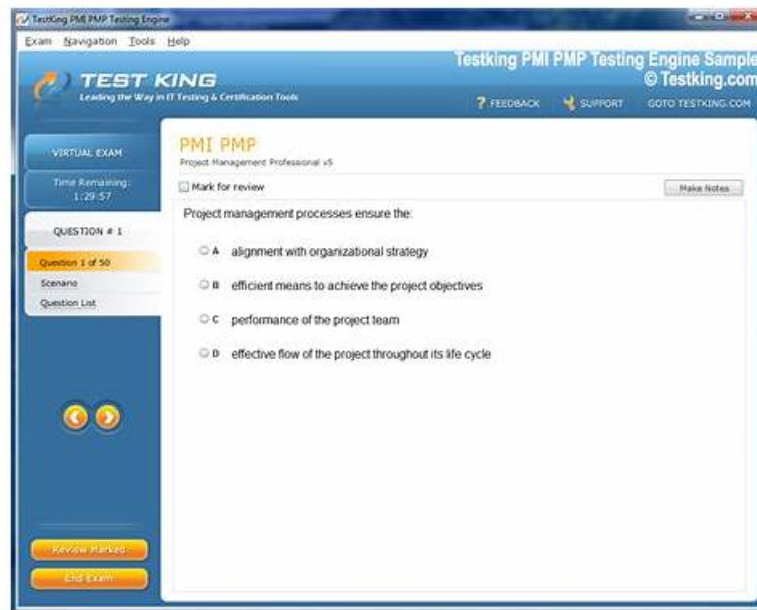 TestKing PMI PMP Testing Engine
Exam Navigation Tools Help
Testking PMI PMP Testing Engine Sample
© Testking.com
TEST KING
Leading the Way in IT Testing & Certification Tools
? FEEDBACK SUPPORT GOTO TESTKING.COM
VIRTUAL EXAM
Time Remaining:
1:29:57
QUESTION # 1
Question 1 of 50
Scenario
Question List
Review Marked
End Exam
PMI PMP
Project Management Professional v5
Mark for review
Make Notes
Project management processes ensure the:
A alignment with organizational strategy
B efficient means to achieve the project objectives
C performance of the project team
D effective flow of the project throughout its life cycle